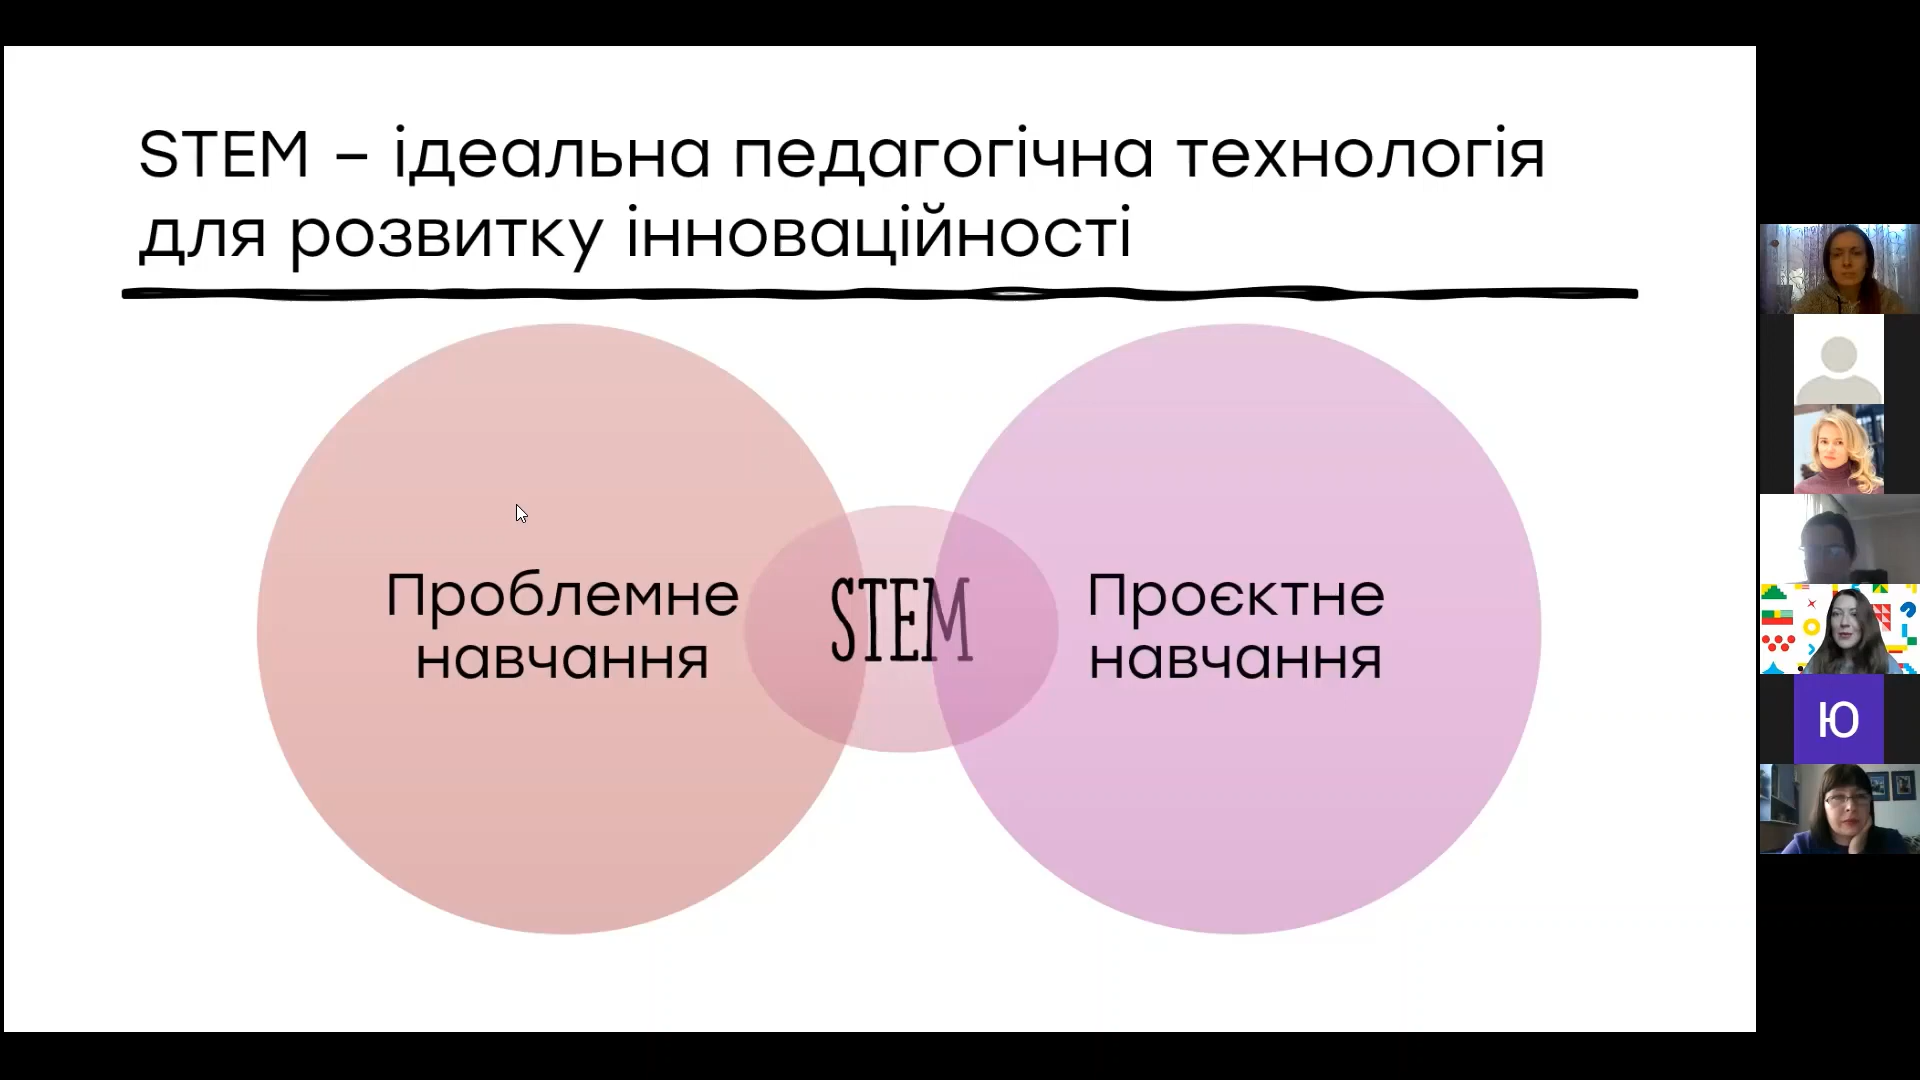 STEM – ідеальна педагогічна технологія
для розвитку інноваційності
Проблемне
навчання
STEM
Проєктне
навчання
Ю